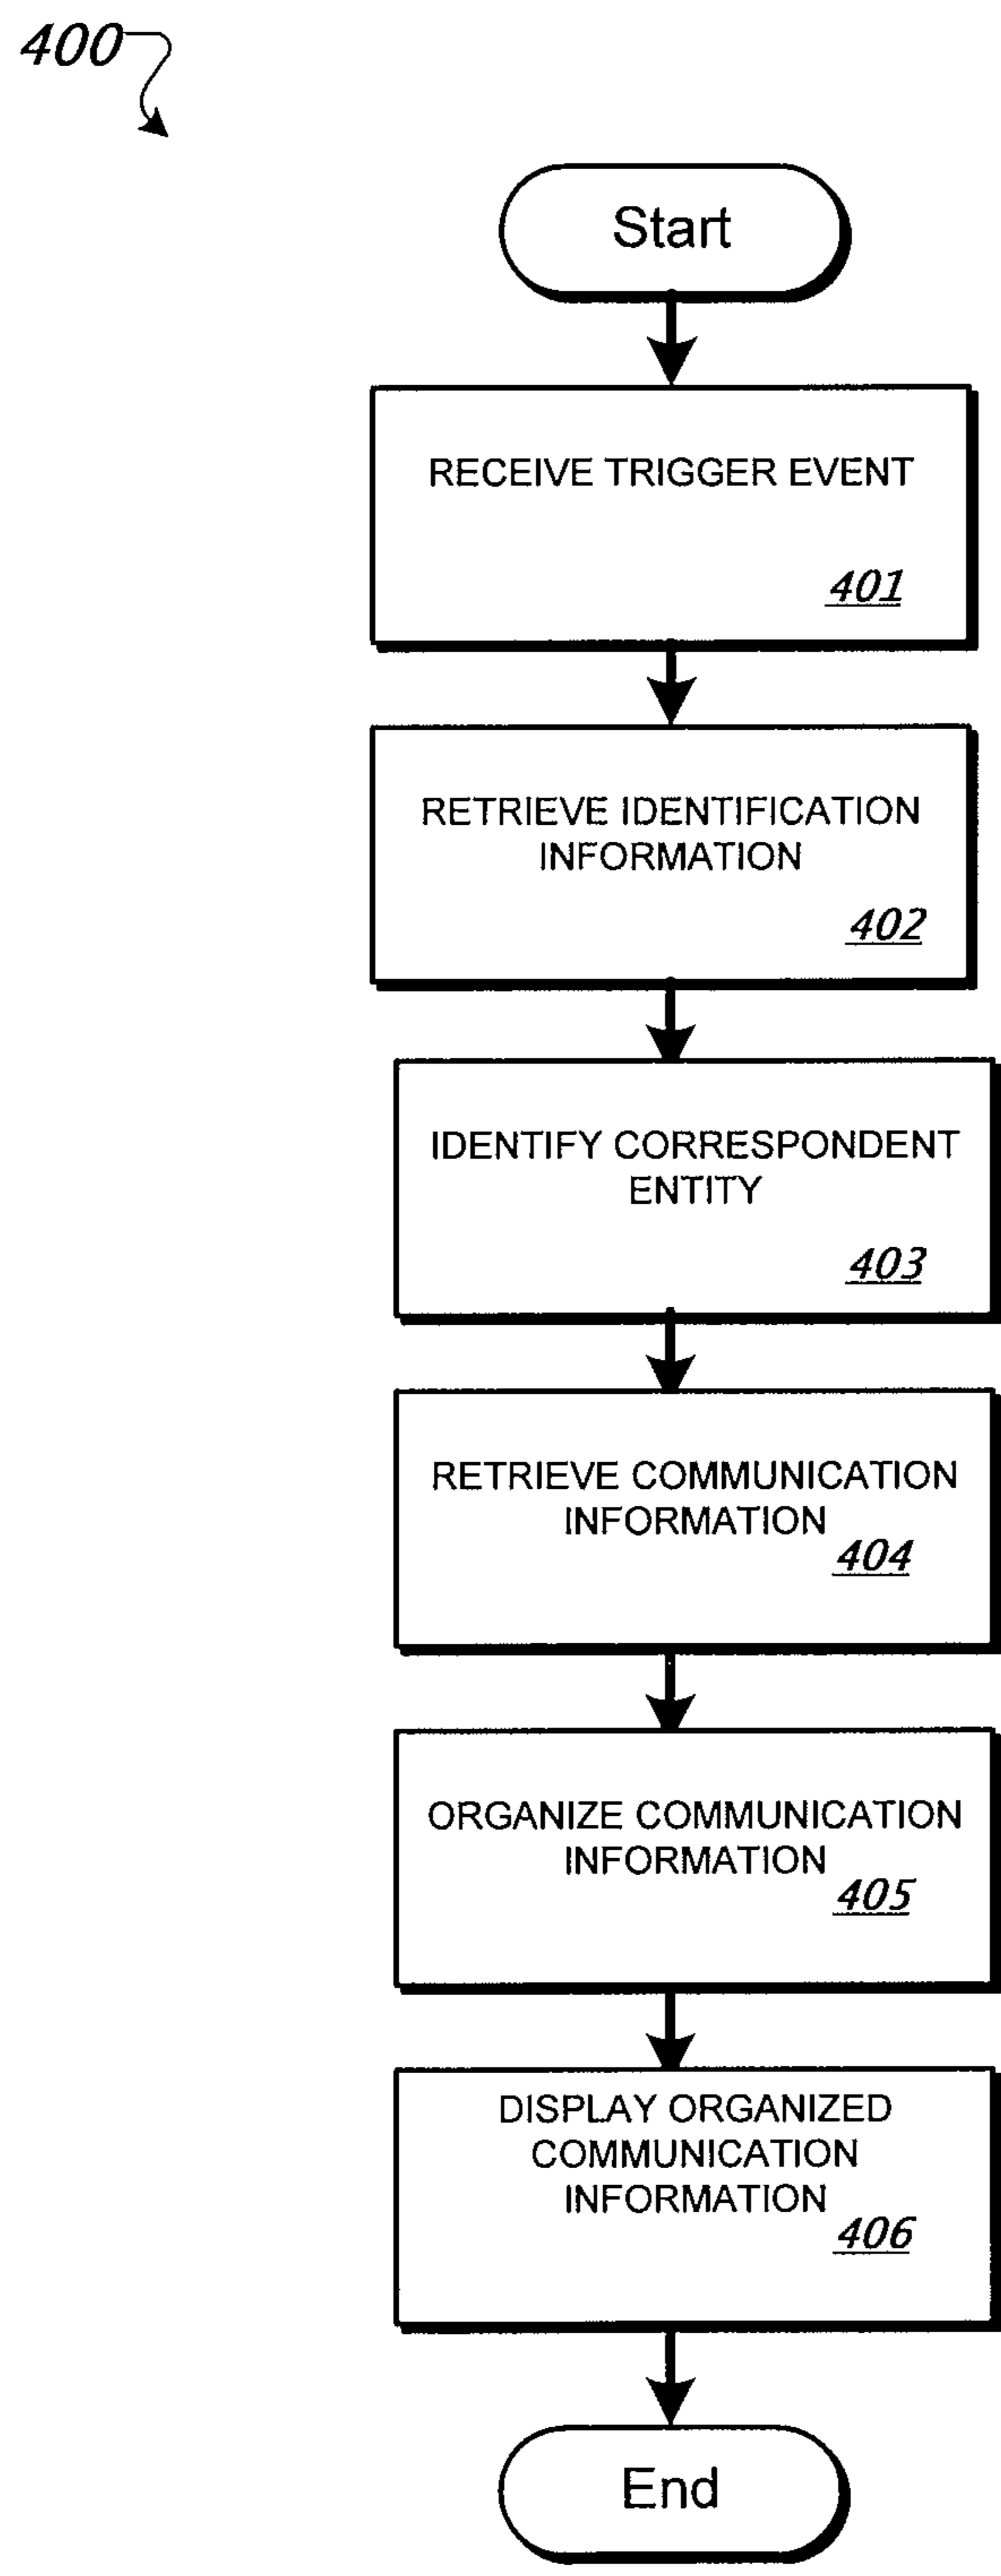 400
Start
RECEIVE TRIGGER EVENT
401
RETRIEVE IDENTIFICATION
INFORMATION
402
IDENTIFY CORRESPONDENT
ENTITY
403
RETRIEVE COMMUNICATION
INFORMATION
404
ORGANIZE COMMUNICATION
INFORMATION
405
DISPLAY ORGANIZED
COMMUNICATION
INFORMATION
406
End